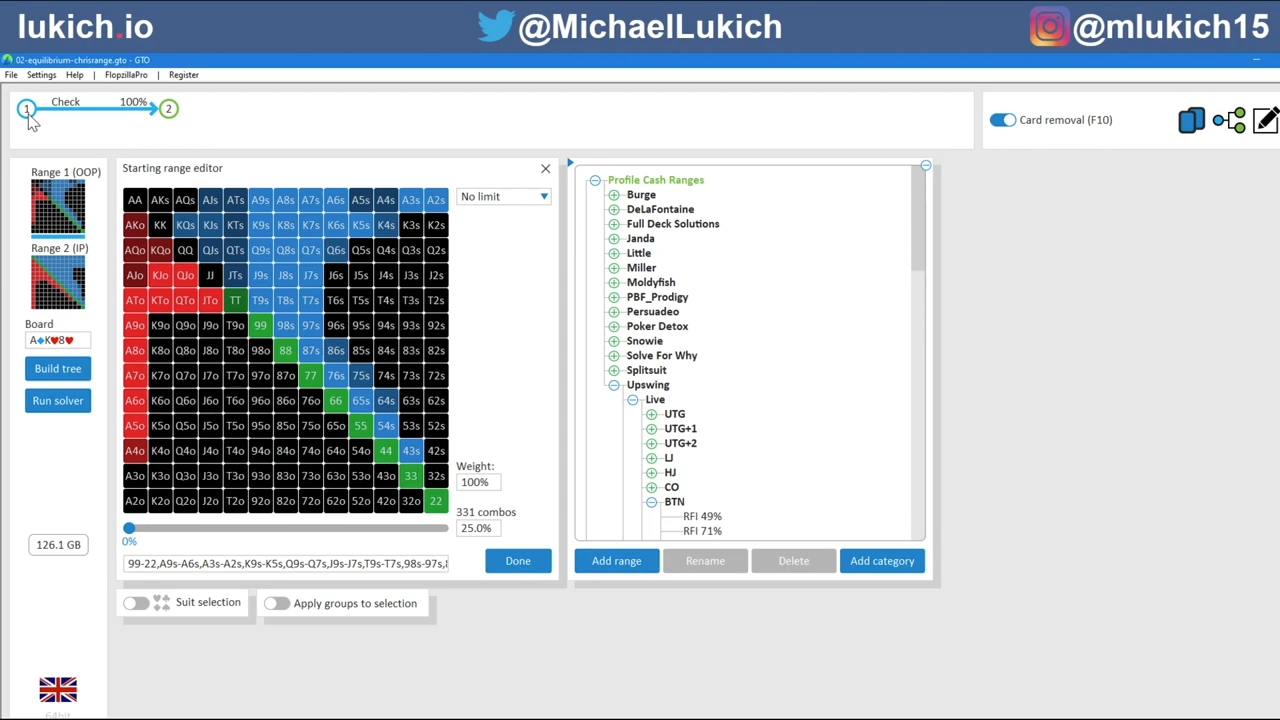 lukich.io
@MichaelLukich
@mlukich15
02-equilibrium-chrisrange.gto - GTO
File Settings Help FlopzillaPro Register
1 Check 100% 2
Card removal (F10)
Range 1 (OOP)
Range 2 (IP)
Board
A♦K♥8♥
Build tree
Run solver
126.1 GB
64bit
Starting range editor
AA AKs AQs AJs ATs A9s A8s A7s A6s A5s A4s A3s A2s
AKo KK KQs KJs KTs K9s K8s K7s K6s K5s K4s K3s K2s
AQo KQo QQ QJs QTs Q9s Q8s Q7s Q6s Q5s Q4s Q3s Q2s
AJo KJo QJo JJ JTs J9s J8s J7s J6s J5s J4s J3s J2s
ATo KTo QTo JTo TT T9s T8s T7s T6s T5s T4s T3s T2s
A9o K9o Q9o J9o T9o 99 98s 97s 96s 95s 94s 93s 92s
A8o K8o Q8o J8o T8o 98o 88 87s 86s 85s 84s 83s 82s
A7o K7o Q7o J7o T7o 97o 87o 77 76s 75s 74s 73s 72s
A6o K6o Q6o J6o T6o 96o 86o 76o 66 65s 64s 63s 62s
A5o K5o Q5o J5o T5o 95o 85o 75o 65o 55 54s 53s 52s
A4o K4o Q4o J4o T4o 94o 84o 74o 64o 54o 44 43s 42s
A3o K3o Q3o J3o T3o 93o 83o 73o 63o 53o 43o 33 32s
A2o K2o Q2o J2o T2o 92o 82o 72o 62o 52o 42o 32o 22
No limit
Weight:
100%
331 combos
25.0%
0%
99-22,A9s-A6s,A3s-A2s,K9s-K5s,Q9s-Q7s,J9s-J7s,T9s-T7s,98s-97s,
Done
Suit selection
Apply groups to selection
Profile Cash Ranges
Burge
DeLaFontaine
Full Deck Solutions
Janda
Little
Miller
Moldyfish
PBF_Prodigy
Persuadeo
Poker Detox
Snowie
Solve For Why
Splitsuit
Upswing
Live
UTG
UTG+1
UTG+2
LJ
HJ
CO
BTN
RFI 49%
RFI 71%
Add range
Rename
Delete
Add category